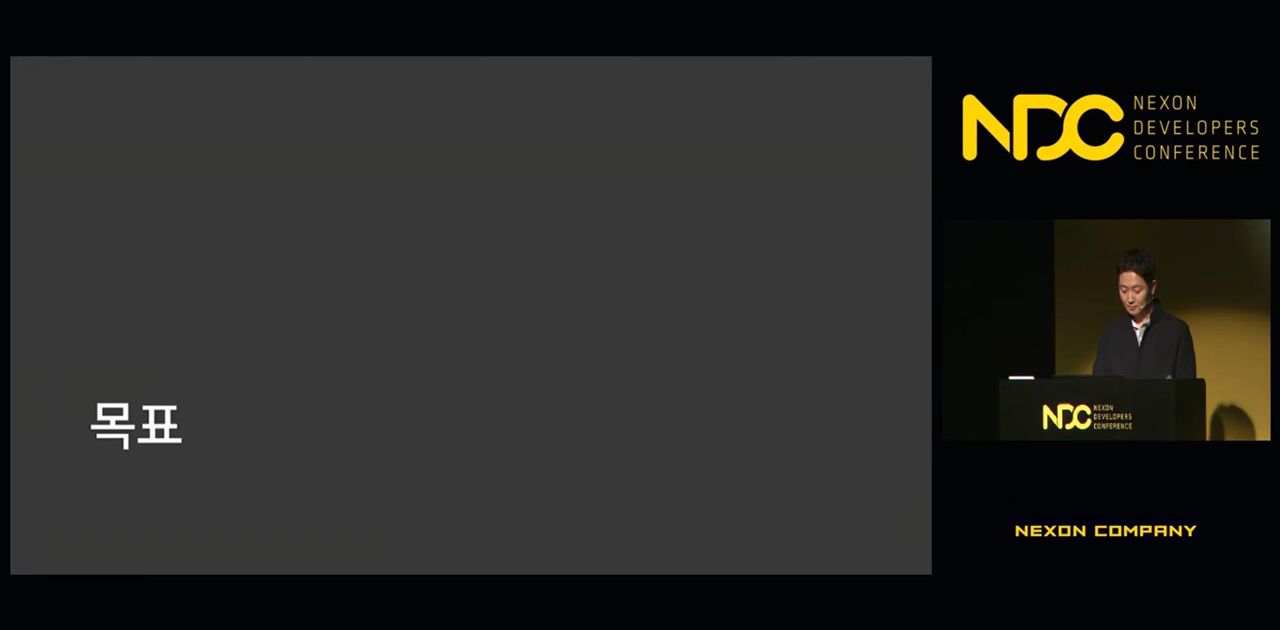 목표
NDC NEXON
DEVELOPERS
CONFERENCE
NDC NEXON
DEVELOPERS
CONFERENCE
NEXON COMPANY